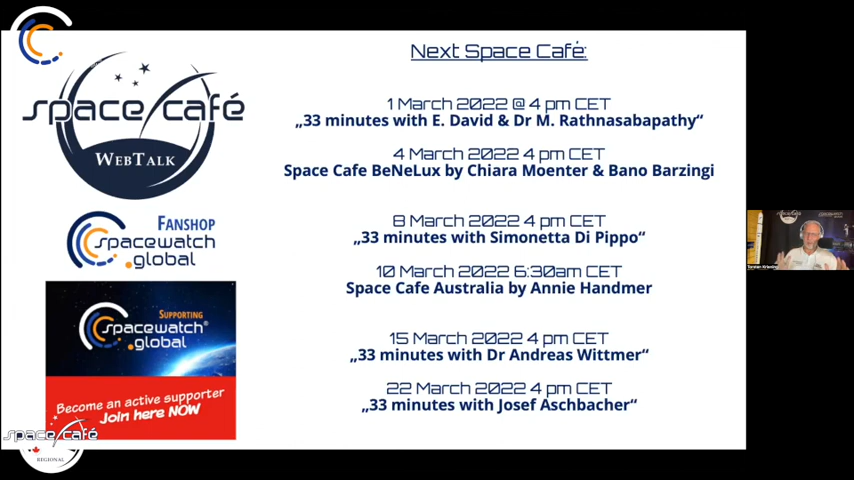 Next Space Café:
space café
WEBTALK
1 March 2022 @ 4 pm CET
„33 minutes with E. David & Dr M. Rathnasabapathy“
4 March 2022 4 pm CET
Space Cafe BeNeLux by Chiara Moenter & Bano Barzingi
FANSHOP
spacewatch
.global
8 March 2022 4 pm CET
„33 minutes with Simonetta Di Pippo“
10 March 2022 6:30am CET
Space Cafe Australia by Annie Handmer
SUPPORTING
spacewatch®
.global
15 March 2022 4 pm CET
„33 minutes with Dr Andreas Wittmer“
Become an active supporter
Join here NOW
22 March 2022 4 pm CET
„33 minutes with Josef Aschbacher“
space café
REGIONAL